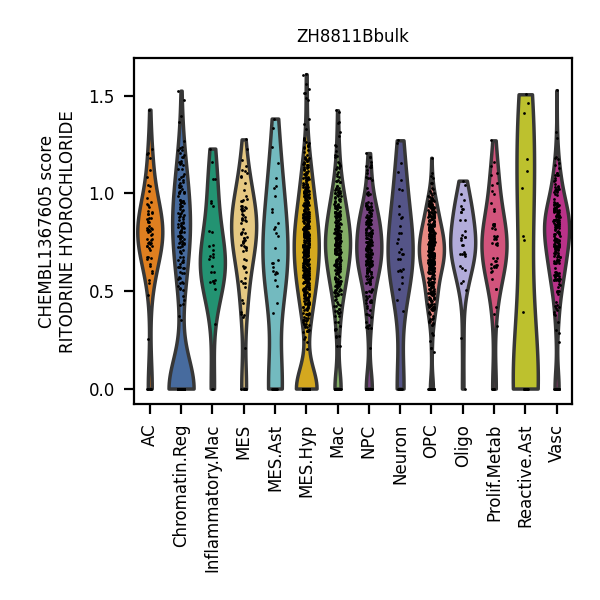 ZH8811Bbulk
CHEMBL1367605 score
RITODRINE HYDROCHLORIDE
1.5
1.0
0.5
0.0
AC
Chromatin.Reg
Inflammatory.Mac
MES
MES.Ast
MES.Hyp
Mac
NPC
Neuron
OPC
Oligo
Prolif.Metab
Reactive.Ast
Vasc